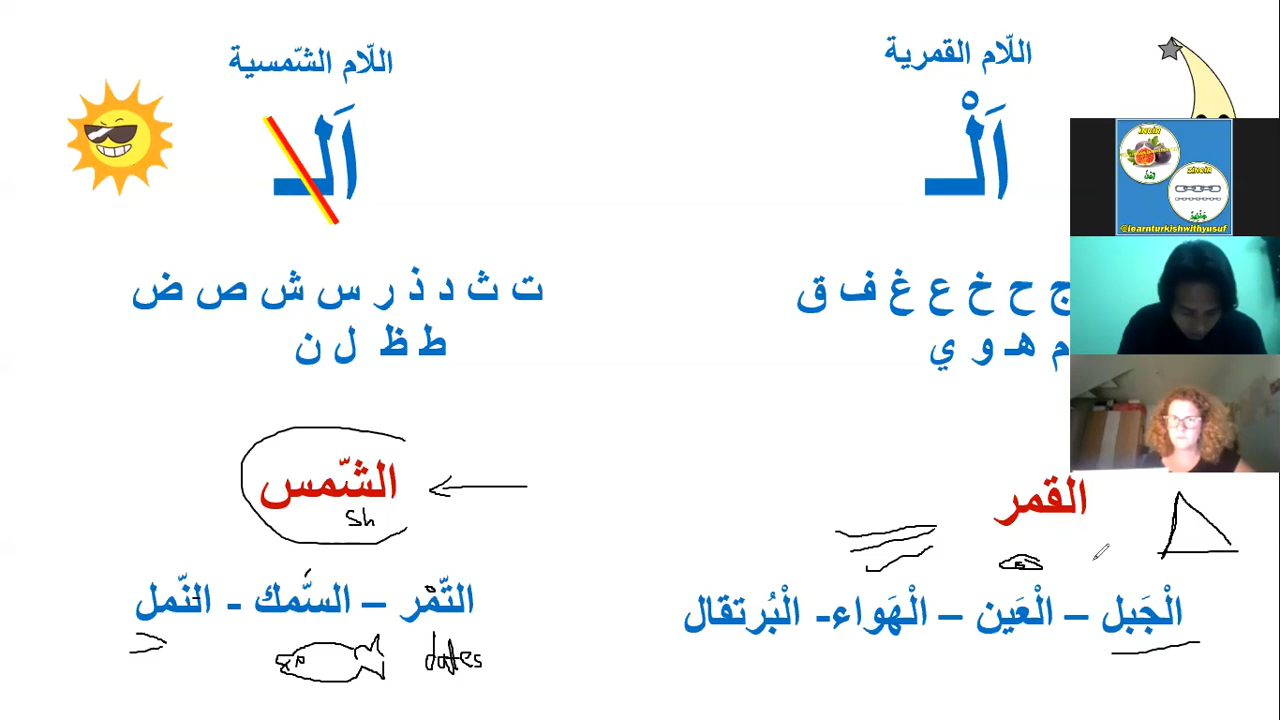 اللّام القمرية
اللّام الشّمسية
اَلْـ
اَلـ
ج ح خ ع غ ف ق
م هـ و ي
ت ث د ذ ر س ش ص ض
ط ظ ل ن
القمر
الشّمس
sh
الْجَبل – الْعَين – الْهَواء- الْبُرتقال
التّمْر – السَّمك - النّمل
dates
@learnturkishwithyusuf